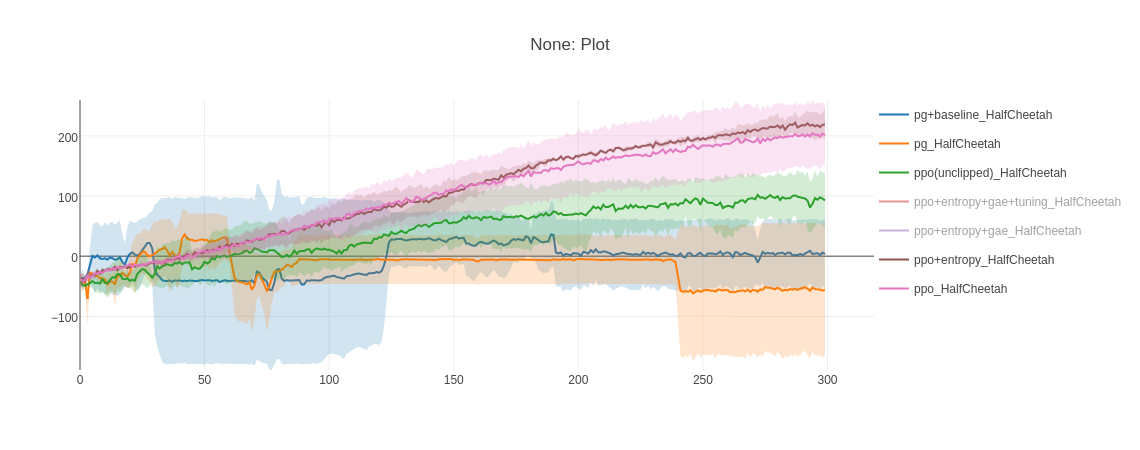 None: Plot
200
100
0
−100
0
50
100
150
200
250
300
pg+baseline_HalfCheetah
pg_HalfCheetah
ppo(unclipped)_HalfCheetah
ppo+entropy+gae+tuning_HalfCheetah
ppo+entropy+gae_HalfCheetah
ppo+entropy_HalfCheetah
ppo_HalfCheetah